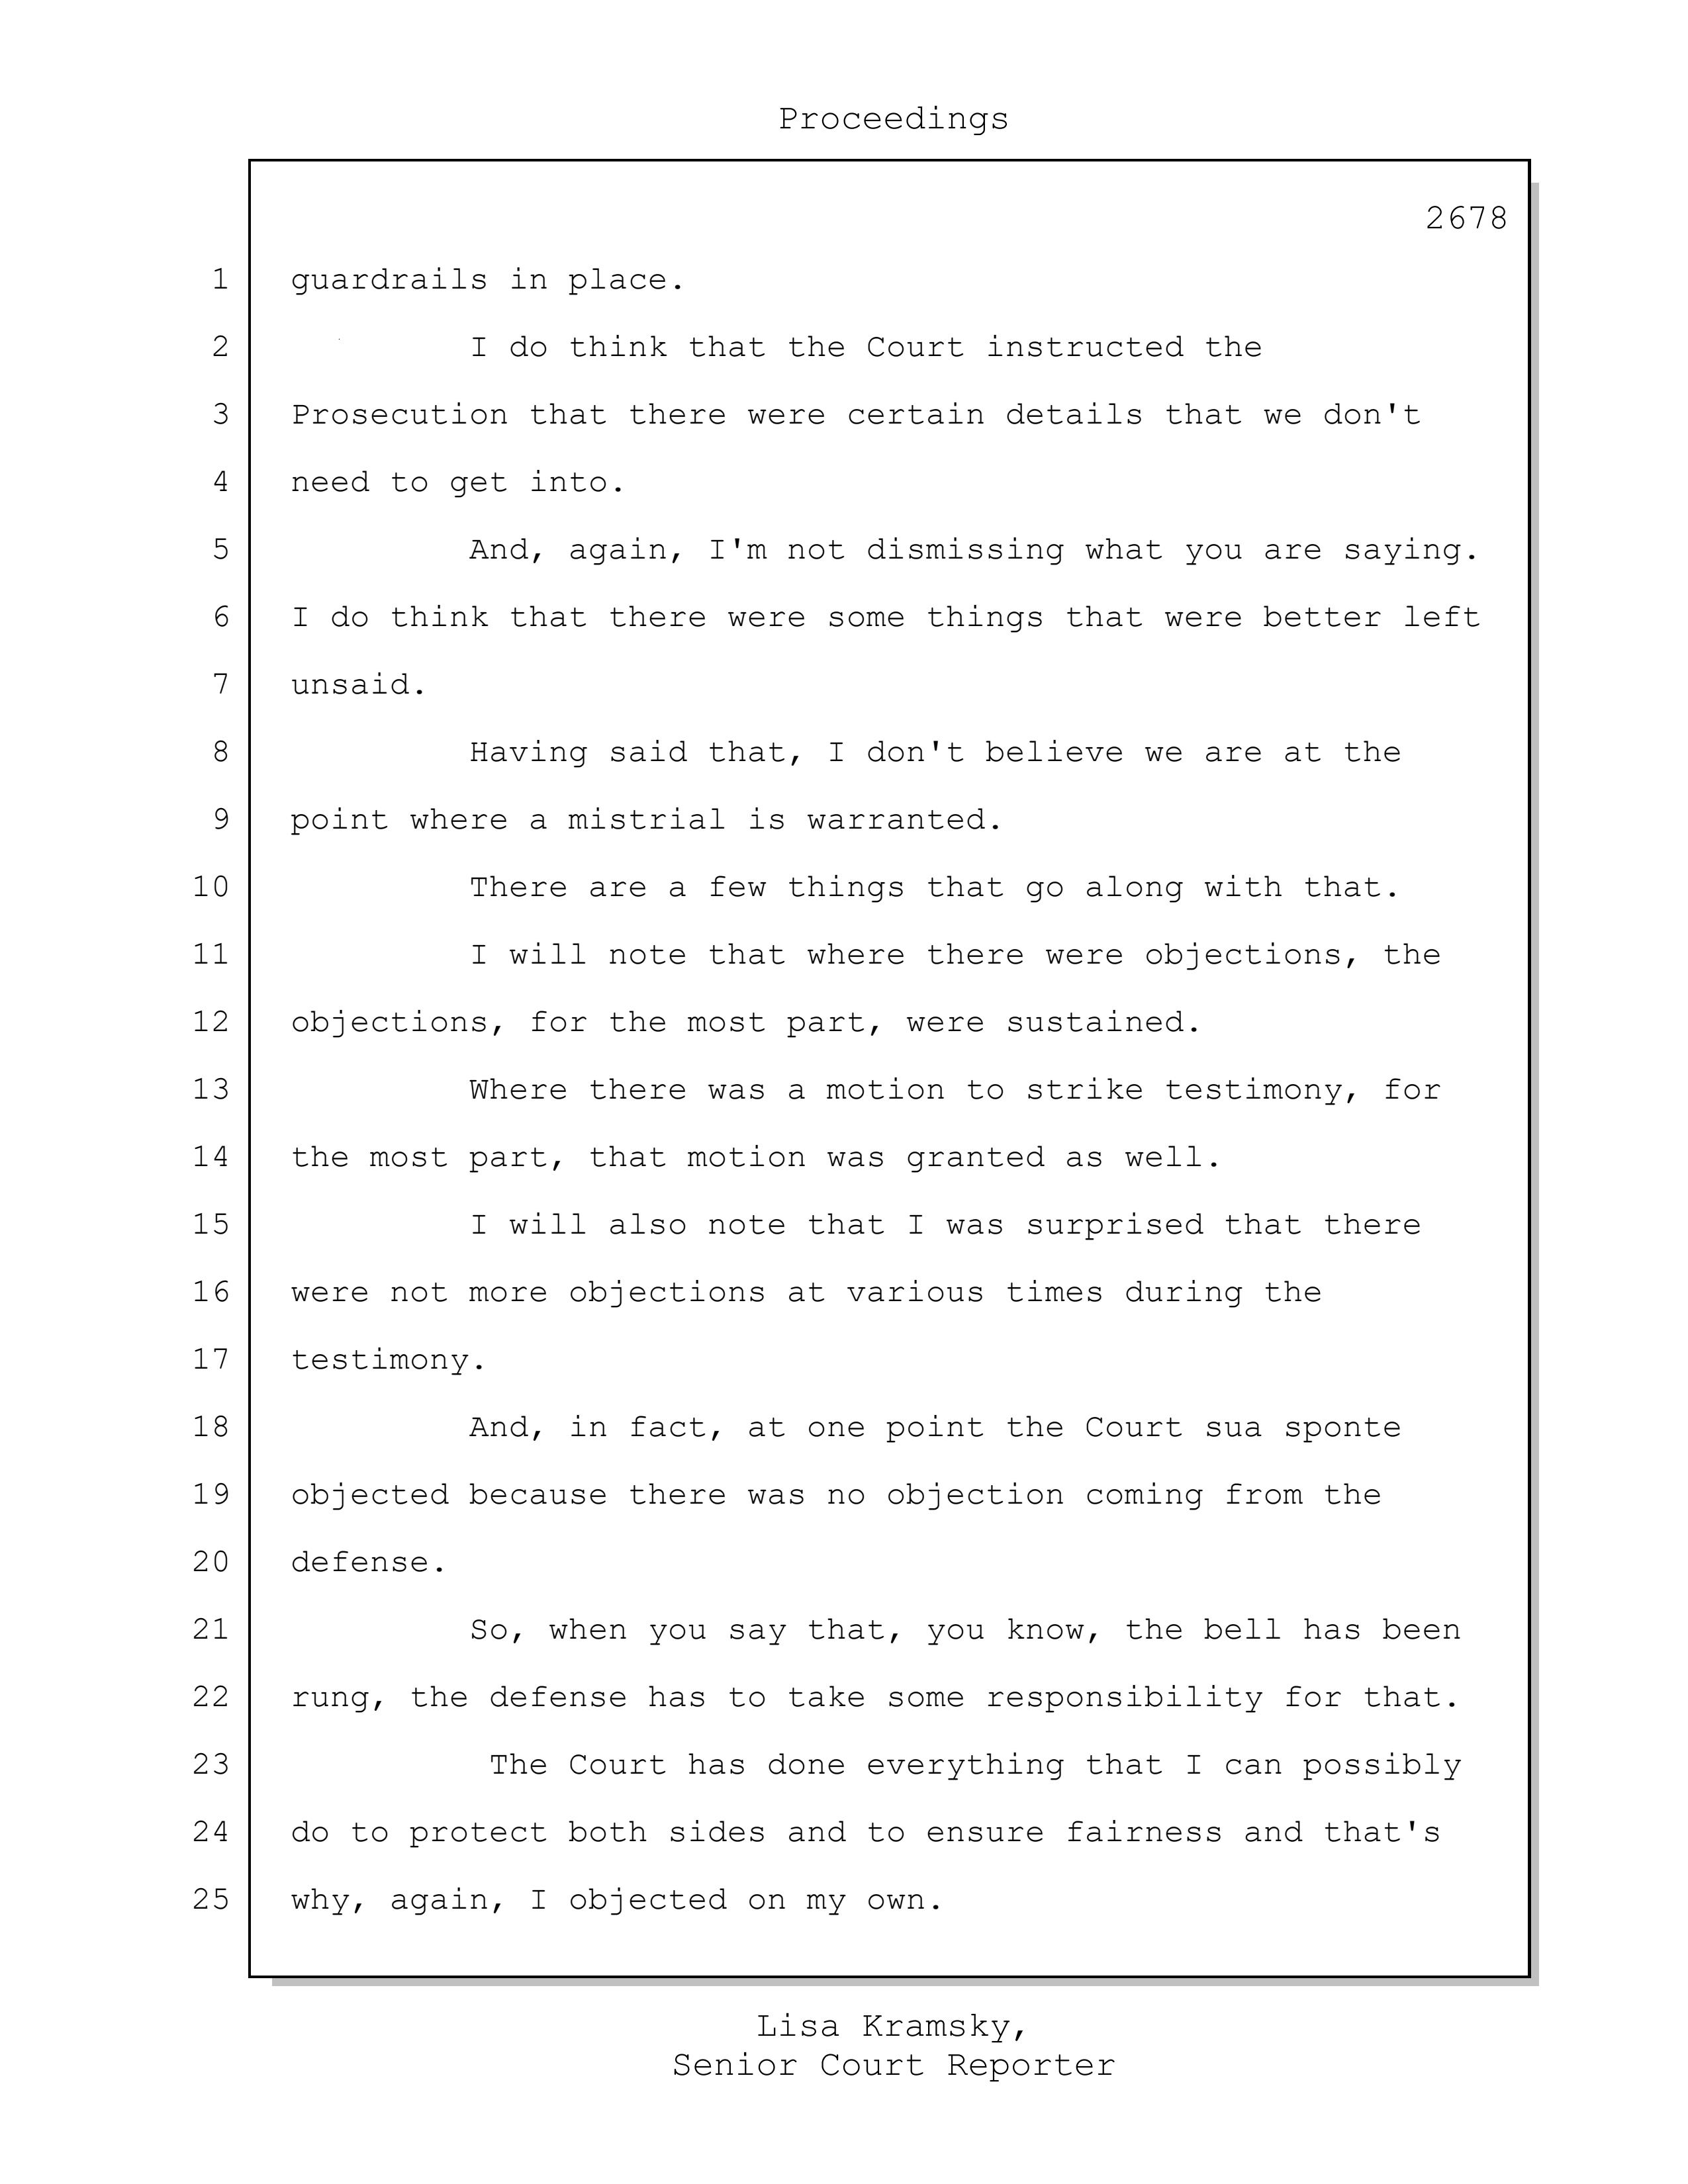 Proceedings
2678
1 guardrails in place.
2 I do think that the Court instructed the
3 Prosecution that there were certain details that we don't
4 need to get into.
5 And, again, I'm not dismissing what you are saying.
6 I do think that there were some things that were better left
7 unsaid.
8 Having said that, I don't believe we are at the
9 point where a mistrial is warranted.
10 There are a few things that go along with that.
11 I will note that where there were objections, the
12 objections, for the most part, were sustained.
13 Where there was a motion to strike testimony, for
14 the most part, that motion was granted as well.
15 I will also note that I was surprised that there
16 were not more objections at various times during the
17 testimony.
18 And, in fact, at one point the Court sua sponte
19 objected because there was no objection coming from the
20 defense.
21 So, when you say that, you know, the bell has been
22 rung, the defense has to take some responsibility for that.
23 The Court has done everything that I can possibly
24 do to protect both sides and to ensure fairness and that's
25 why, again, I objected on my own.
Lisa Kramsky,
Senior Court Reporter